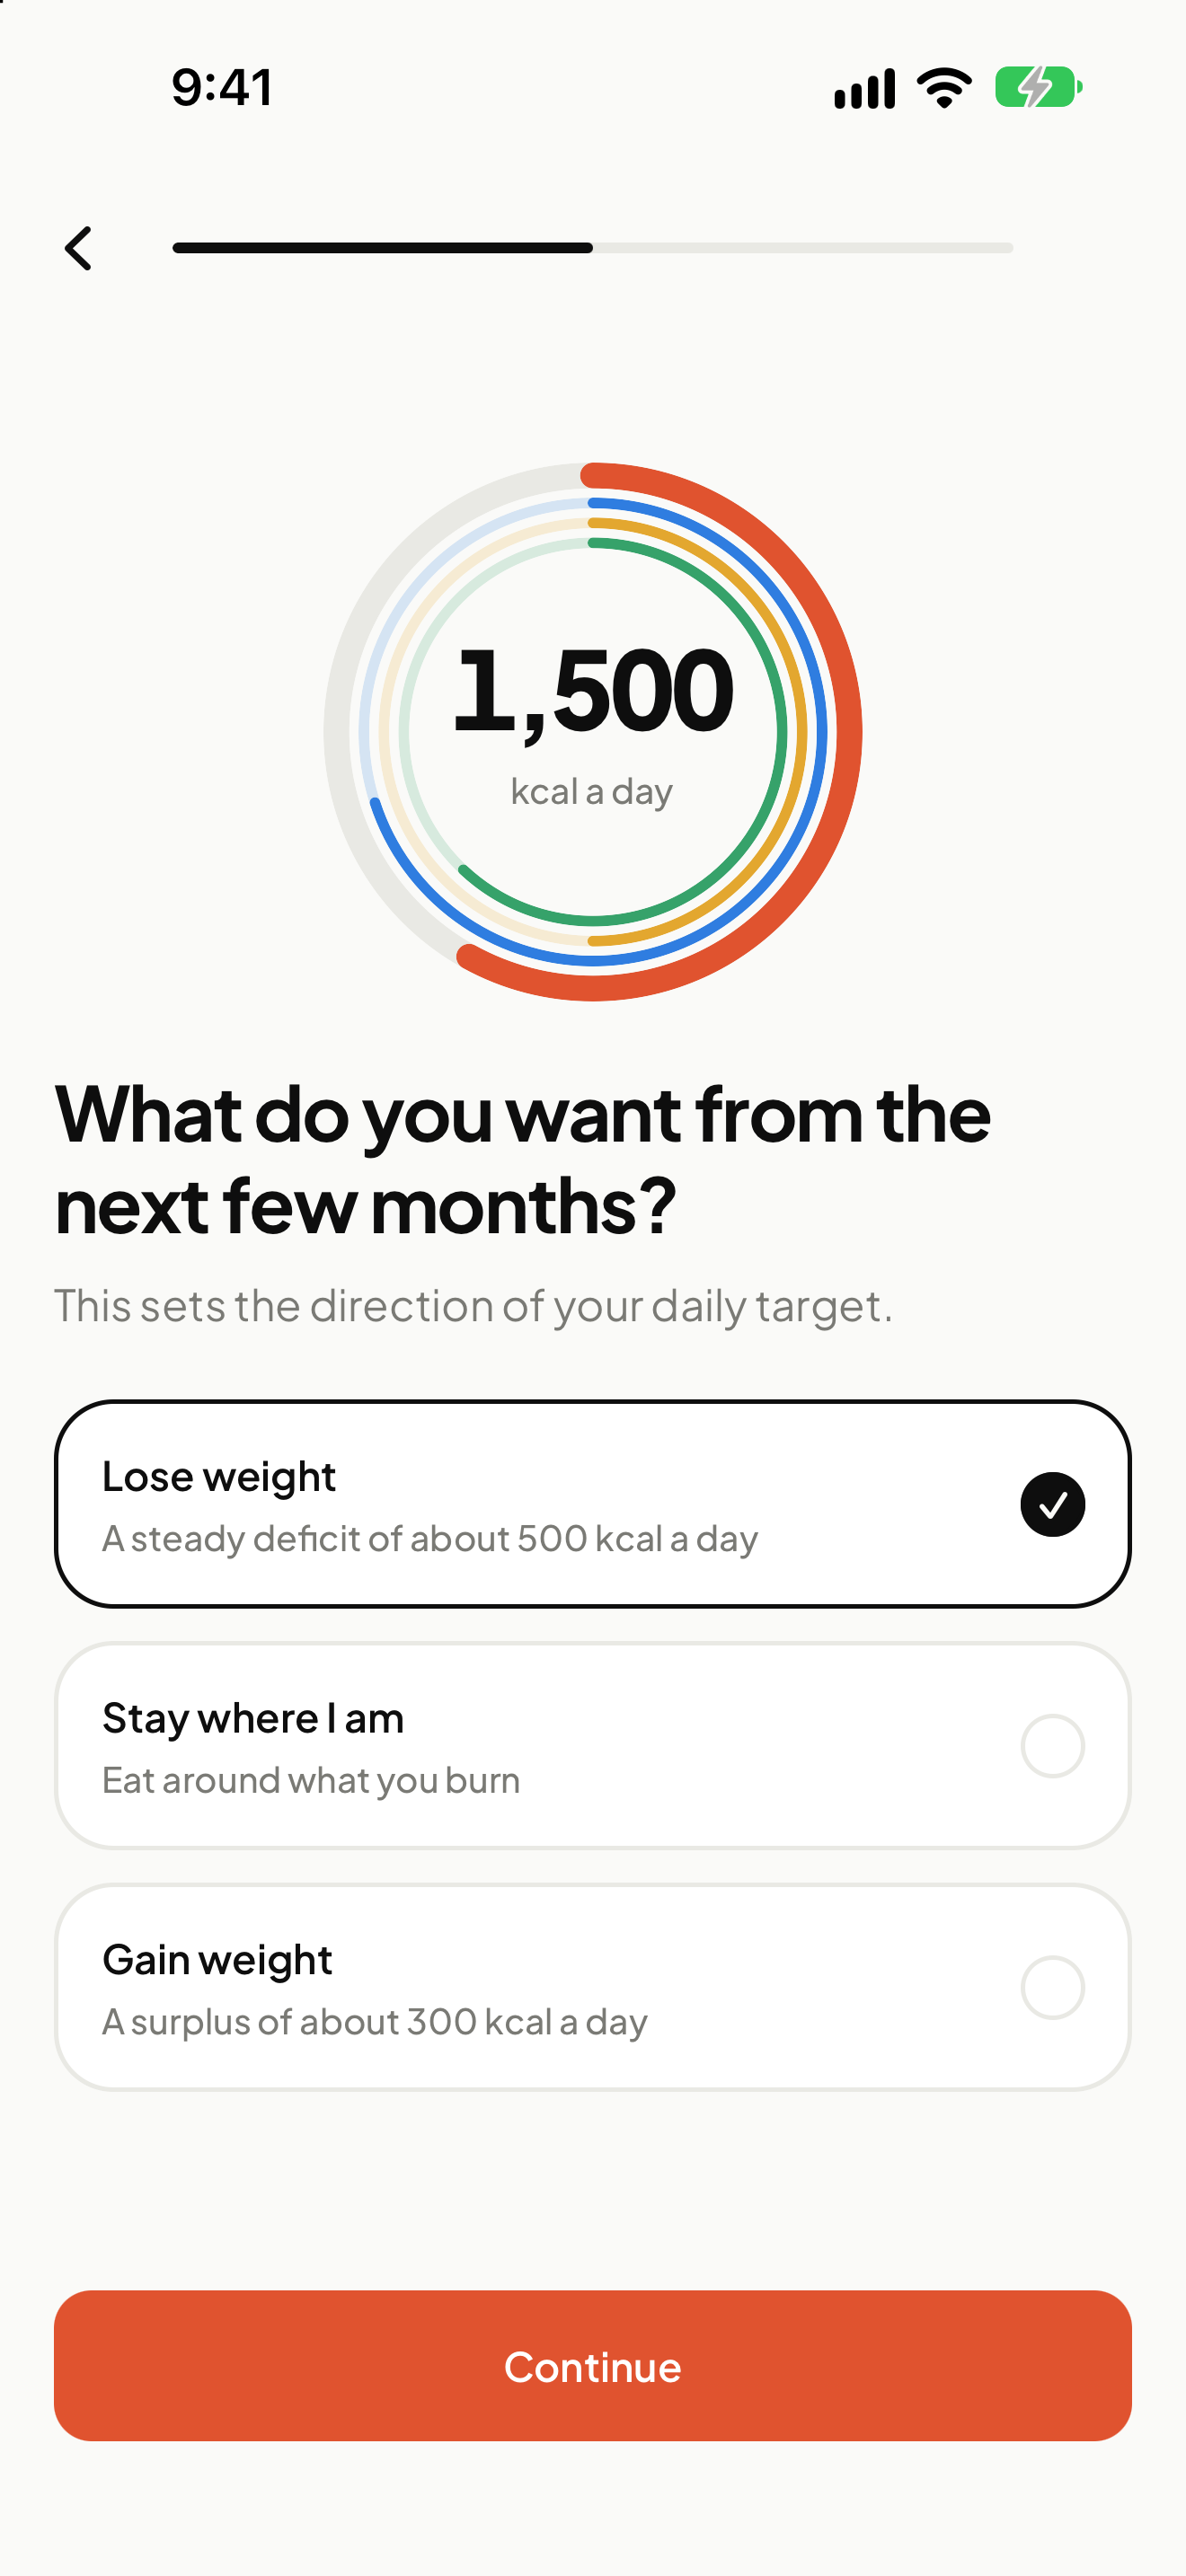 9:41
1,500
kcal a day
What do you want from the
next few months?
This sets the direction of your daily target.
Lose weight
A steady deficit of about 500 kcal a day
Stay where I am
Eat around what you burn
Gain weight
A surplus of about 300 kcal a day
Continue